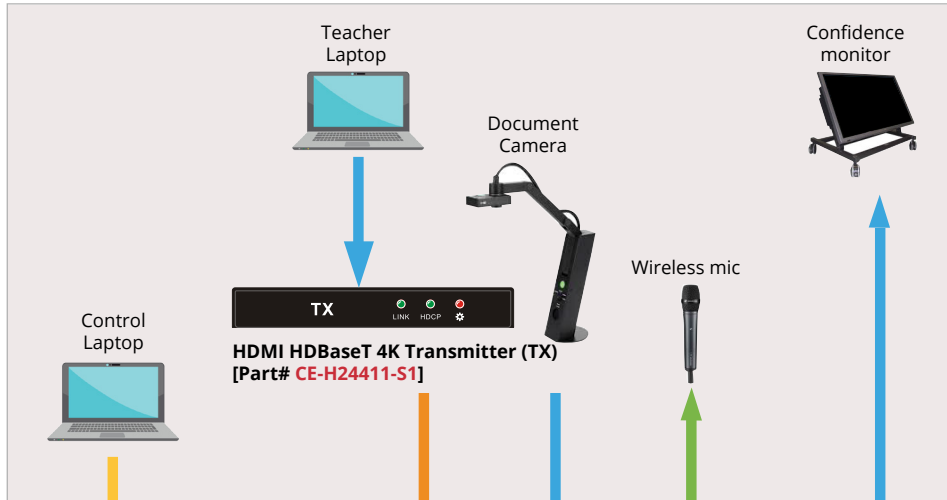 Teacher
Laptop
Confidence
monitor
Document
Camera
Wireless mic
TX
LINK HDCP
Control
Laptop
HDMI HDBaseT 4K Transmitter (TX)
[Part# CE-H24411-S1]